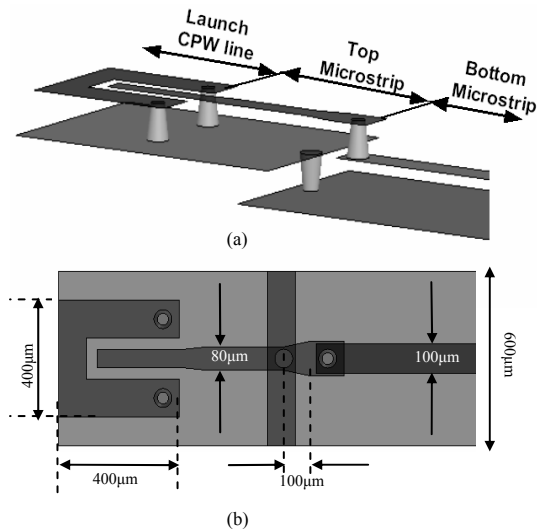 Launch
CPW line
Top
Microstrip
Bottom
Microstrip
(a)
400μm
80μm
100μm
600μm
400μm
100μm
(b)